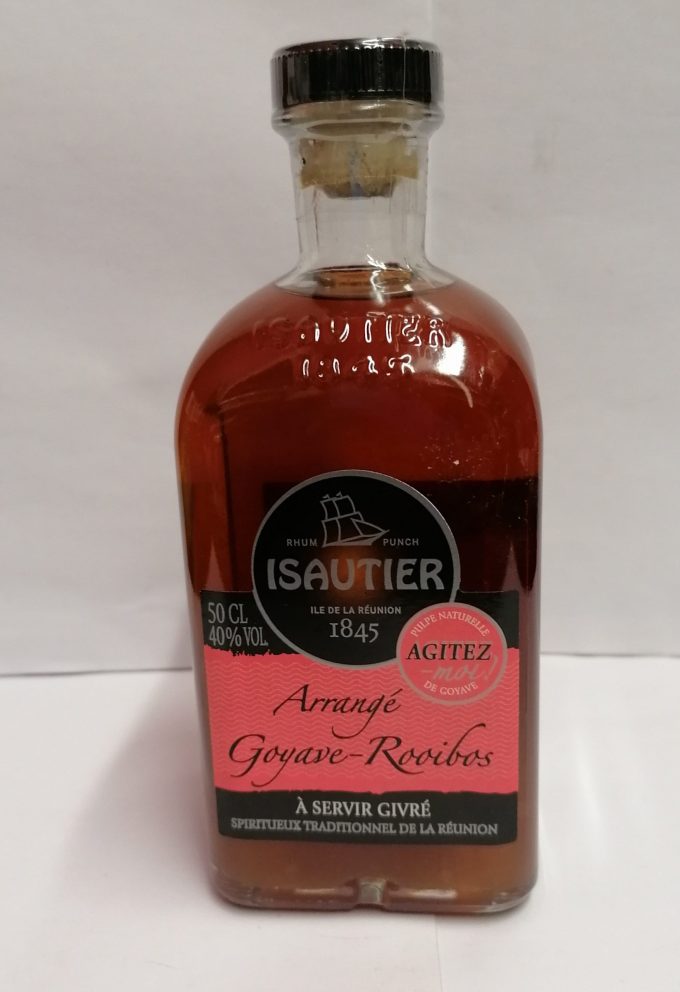 ISAUTIER
RHUM PUNCH
ISAUTIER
ILE DE LA RÉUNION
1845
50 CL
40% VOL.
PULPE NATURELLE
AGITEZ
-moi!
DE GOYAVE
Arrangé
Goyave-Rooibos
À SERVIR GIVRÉ
SPIRITUEUX TRADITIONNEL DE LA RÉUNION